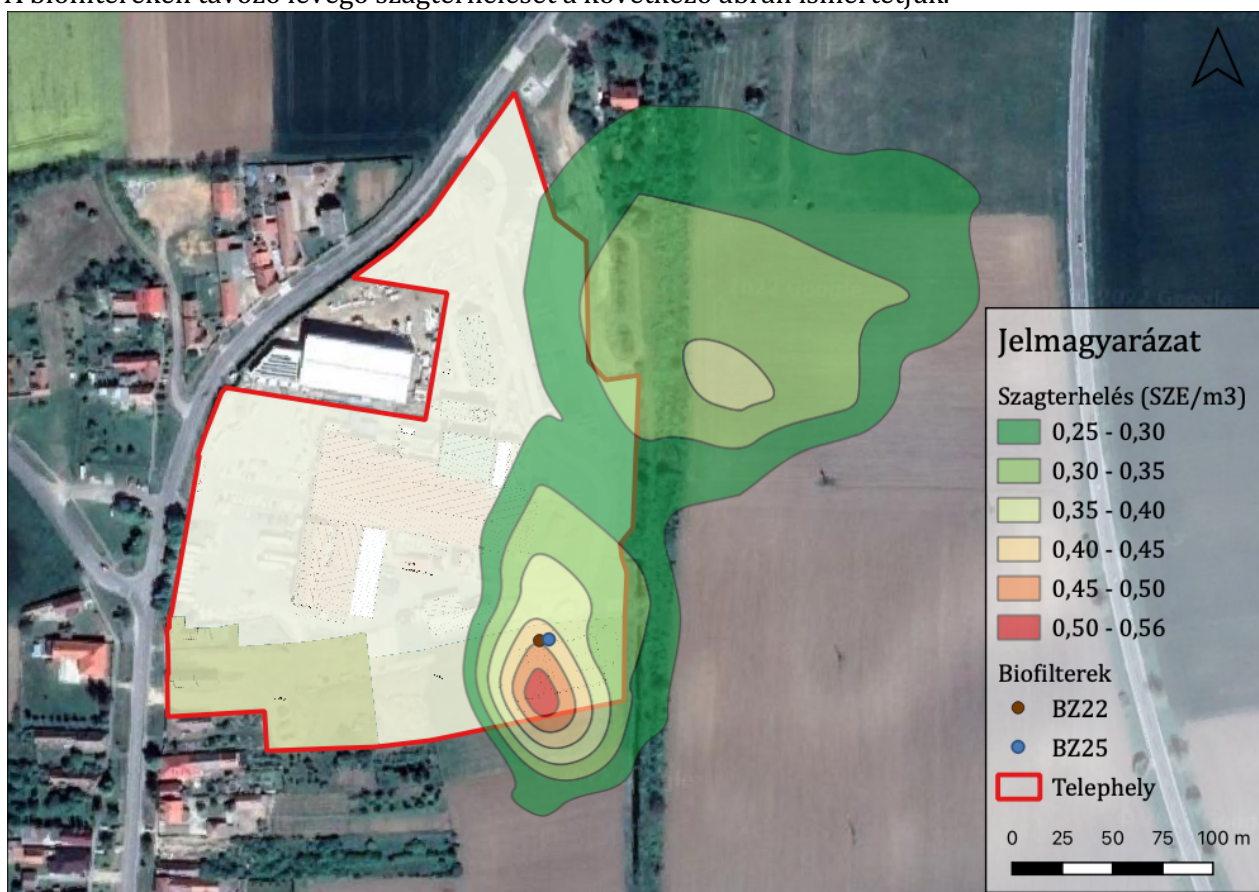 A biofiltereken távozó levegő szagterhelését a következő ábrán ismertetjük.
Jelmagyarázat
Szagterhelés (SZE/m3)
0,25 - 0,30
0,30 - 0,35
0,35 - 0,40
0,40 - 0,45
0,45 - 0,50
0,50 - 0,56
Biofilterek
BZ22
BZ25
Telephely
0 25 50 75 100 m